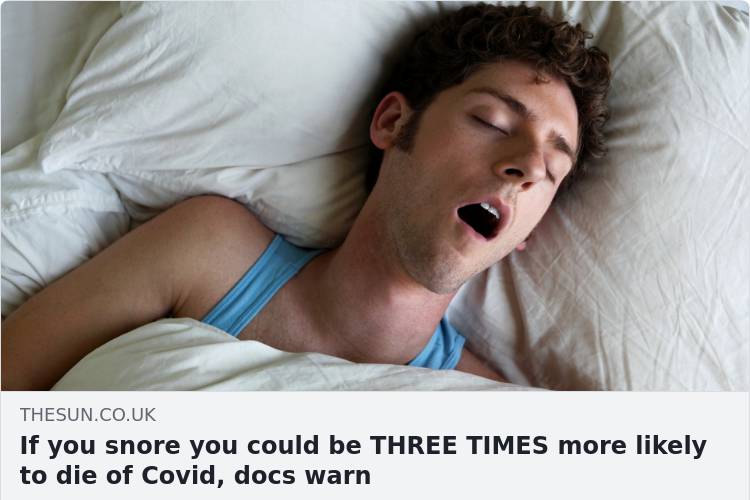 THESUN.CO.UK
If you snore you could be THREE TIMES more likely
to die of Covid, docs warn